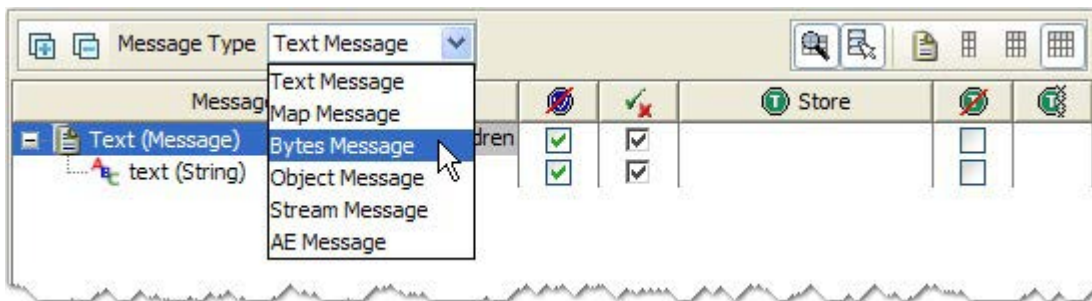 Message Type Text Message
Text Message
Map Message
Bytes Message
Object Message
Stream Message
AE Message
Messag
Store
Text (Message)
dren
text (String)